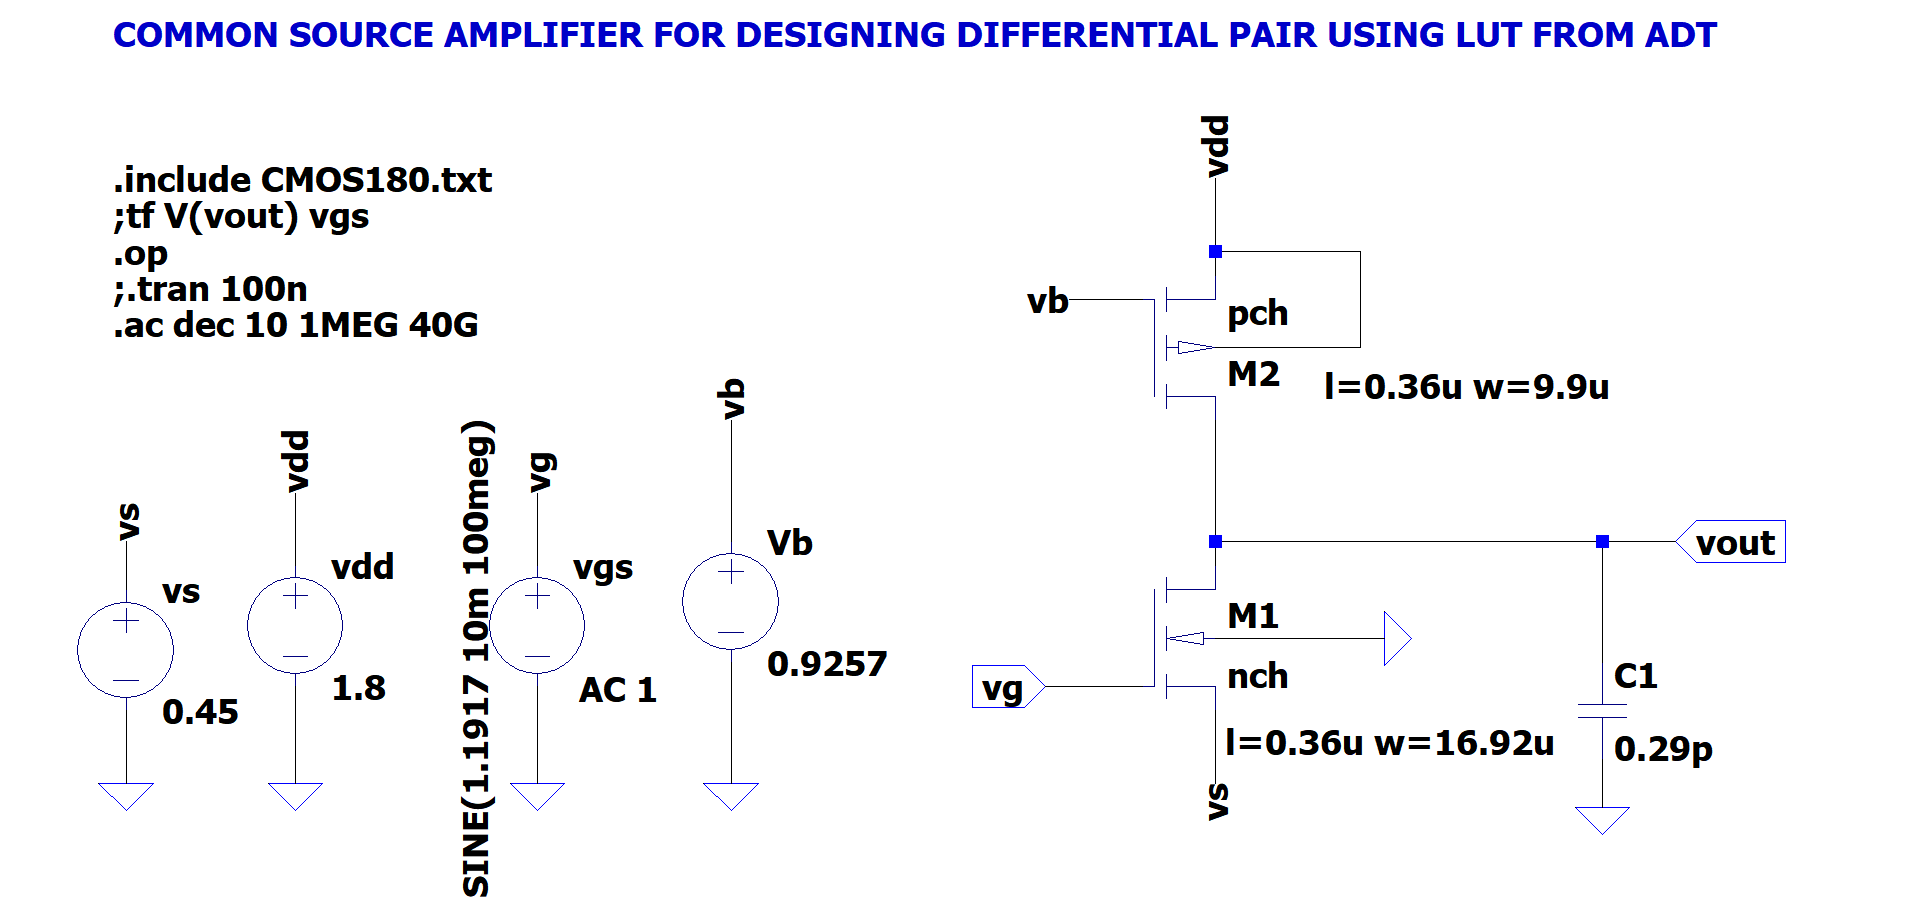 COMMON SOURCE AMPLIFIER FOR DESIGNING DIFFERENTIAL PAIR USING LUT FROM ADT
.include CMOS180.txt
;tf V(vout) vgs
.op
;.tran 100n
.ac dec 10 1MEG 40G
vs
vs
0.45
vdd
vdd
1.8
SINE(1.1917 10m 100meg)
vg
vgs
AC 1
vb
Vb
0.9257
vdd
vb
pch
M2
l=0.36u w=9.9u
vout
M1
nch
vg
l=0.36u w=16.92u
vs
C1
0.29p